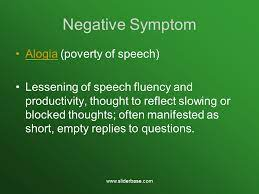 Negative Symptom
• Alogia (poverty of speech)
• Lessening of speech fluency and
productivity, thought to reflect slowing or
blocked thoughts; often manifested as
short, empty replies to questions.
www.sliderbase.com